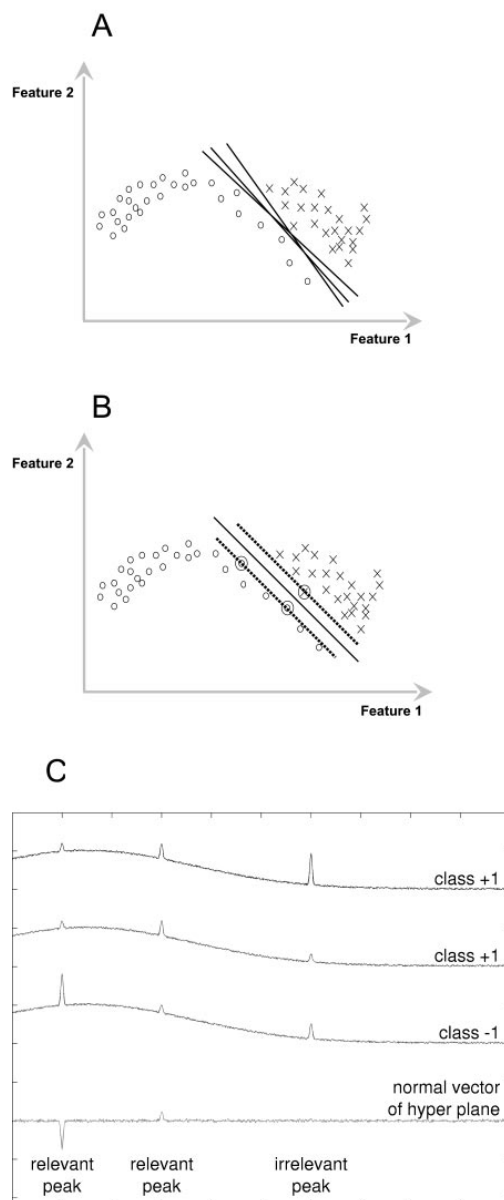 A
Feature 2
Feature 1
B
Feature 2
Feature 1
C
class +1
class +1
class -1
normal vector
of hyper plane
relevant
peak
relevant
peak
irrelevant
peak